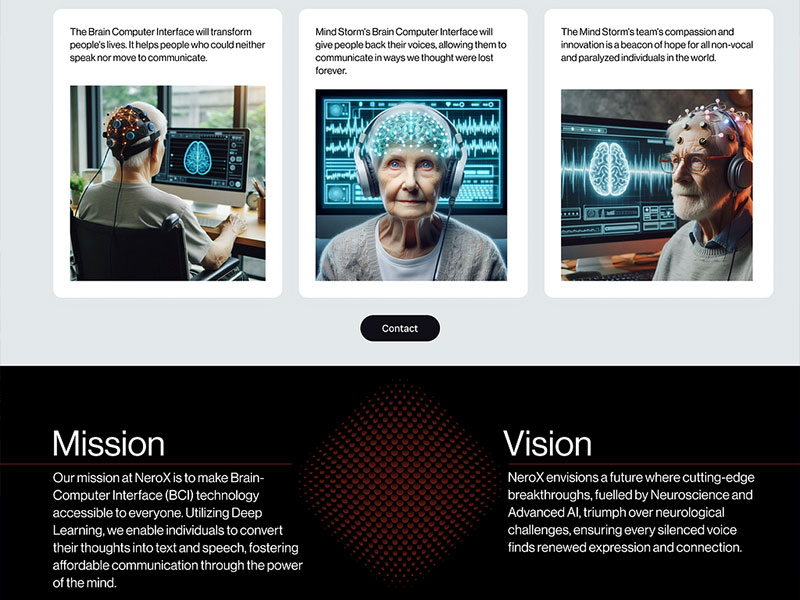 The Brain Computer Interface will transform
people's lives. It helps people who could neither
speak nor move to communicate.
Mind Storm's Brain Computer Interface will
give people back their voices, allowing them to
communicate in ways we thought were lost
forever.
The Mind Storm's team's compassion and
innovation is a beacon of hope for all non-vocal
and paralyzed individuals in the world.
Contact
Mission
Our mission at NeroX is to make Brain-
Computer Interface (BCI) technology
accessible to everyone. Utilizing Deep
Learning, we enable individuals to convert
their thoughts into text and speech, fostering
affordable communication through the power
of the mind.
Vision
NeroX envisions a future where cutting-edge
breakthroughs, fuelled by Neuroscience and
Advanced AI, triumph over neurological
challenges, ensuring every silenced voice
finds renewed expression and connection.